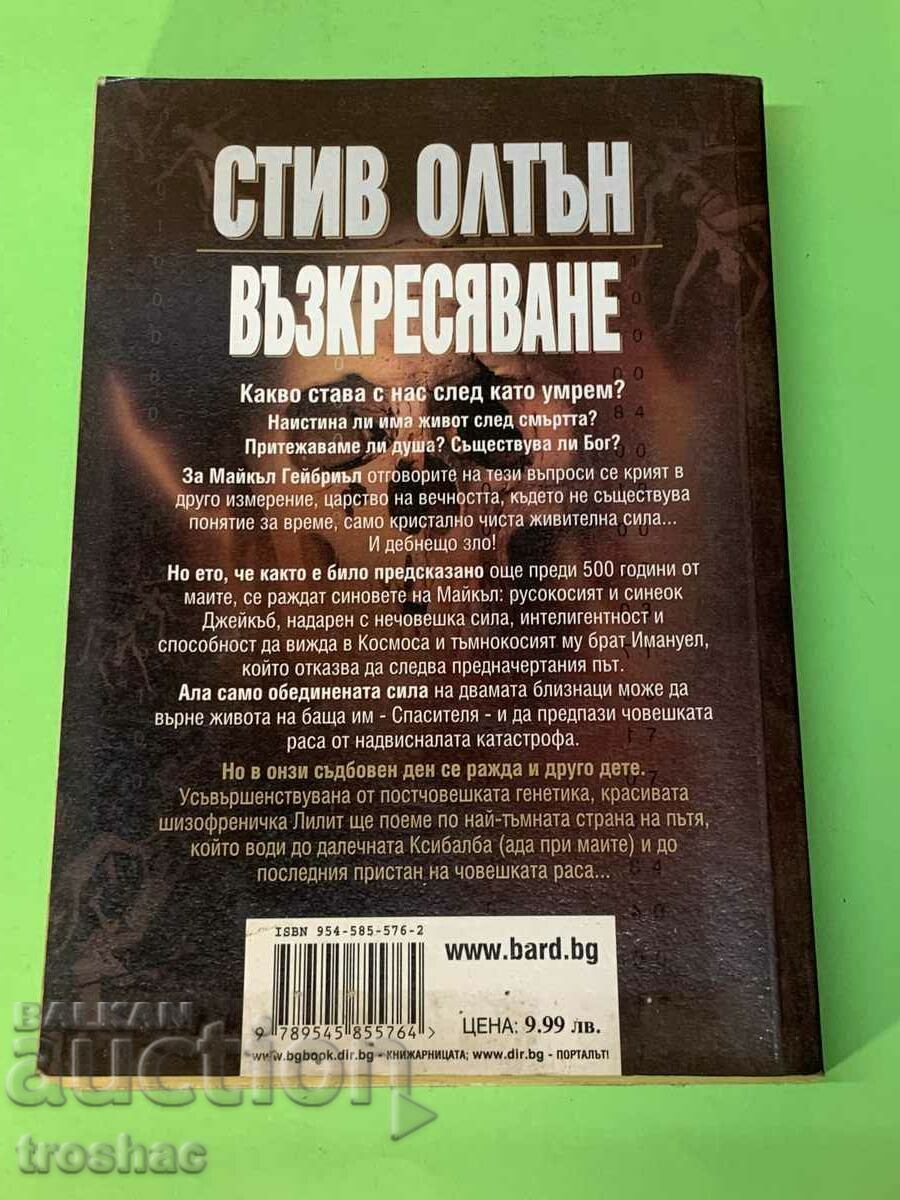 СТИВ ОЛТЪН
ВЪЗКРЕСЯВАНЕ
Какво става с нас след като умрем?
Наистина ли има живот след смъртта?
Притежаваме ли душа? Съществува ли Бог?
За Майкъл Гейбриъл отговорите на тези въпроси се крият в
друго измерение, царство на вечността, където не съществува
понятие за време, само кристално чиста живителна сила...
И дебнещо зло!
Но ето, че както е било предсказано още преди 500 години от
маите, се раждат синовете на Майкъл: русокосият и синеок
Джейкъб, надарен с нечовешка сила, интелигентност и
способност да вижда в Космоса и тъмнокосият му брат Имануел,
който отказва да следва предначертания път.
Ала само обединената сила на двамата близнаци може да
върне живота на баща им - Спасителя - и да предпази човешката
раса от надвисналата катастрофа.
Но в онзи съдбовен ден се ражда и друго дете.
Усъвършенствувана от постчовешката генетика, красивата
шизофреничка Лилит ще поеме по най-тъмната страна на пътя,
който води до далечната Ксибалба (ада при маите) и до
последния пристан на човешката раса...
ISBN 954-585-576-2
www.bard.bg
9 789545 855764 >
ЦЕНА: 9.99 лв.
www.bgbook.dir.bg - КНИЖАРНИЦАТА; www.dir.bg - ПОРТАЛЪТ!
BALKAN
auction
troshac